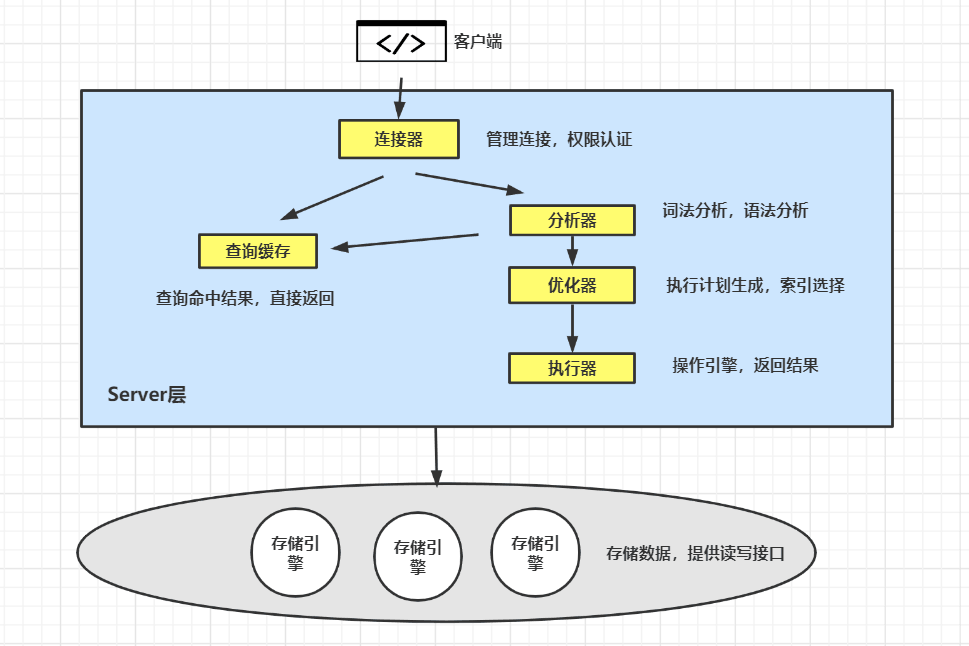 </> 客户端
连接器
管理连接，权限认证
分析器
词法分析，语法分析
查询缓存
查询命中结果，直接返回
优化器
执行计划生成，索引选择
执行器
操作引擎，返回结果
Server层
存储引
擎
存储引
擎
存储引
擎
存储数据，提供读写接口